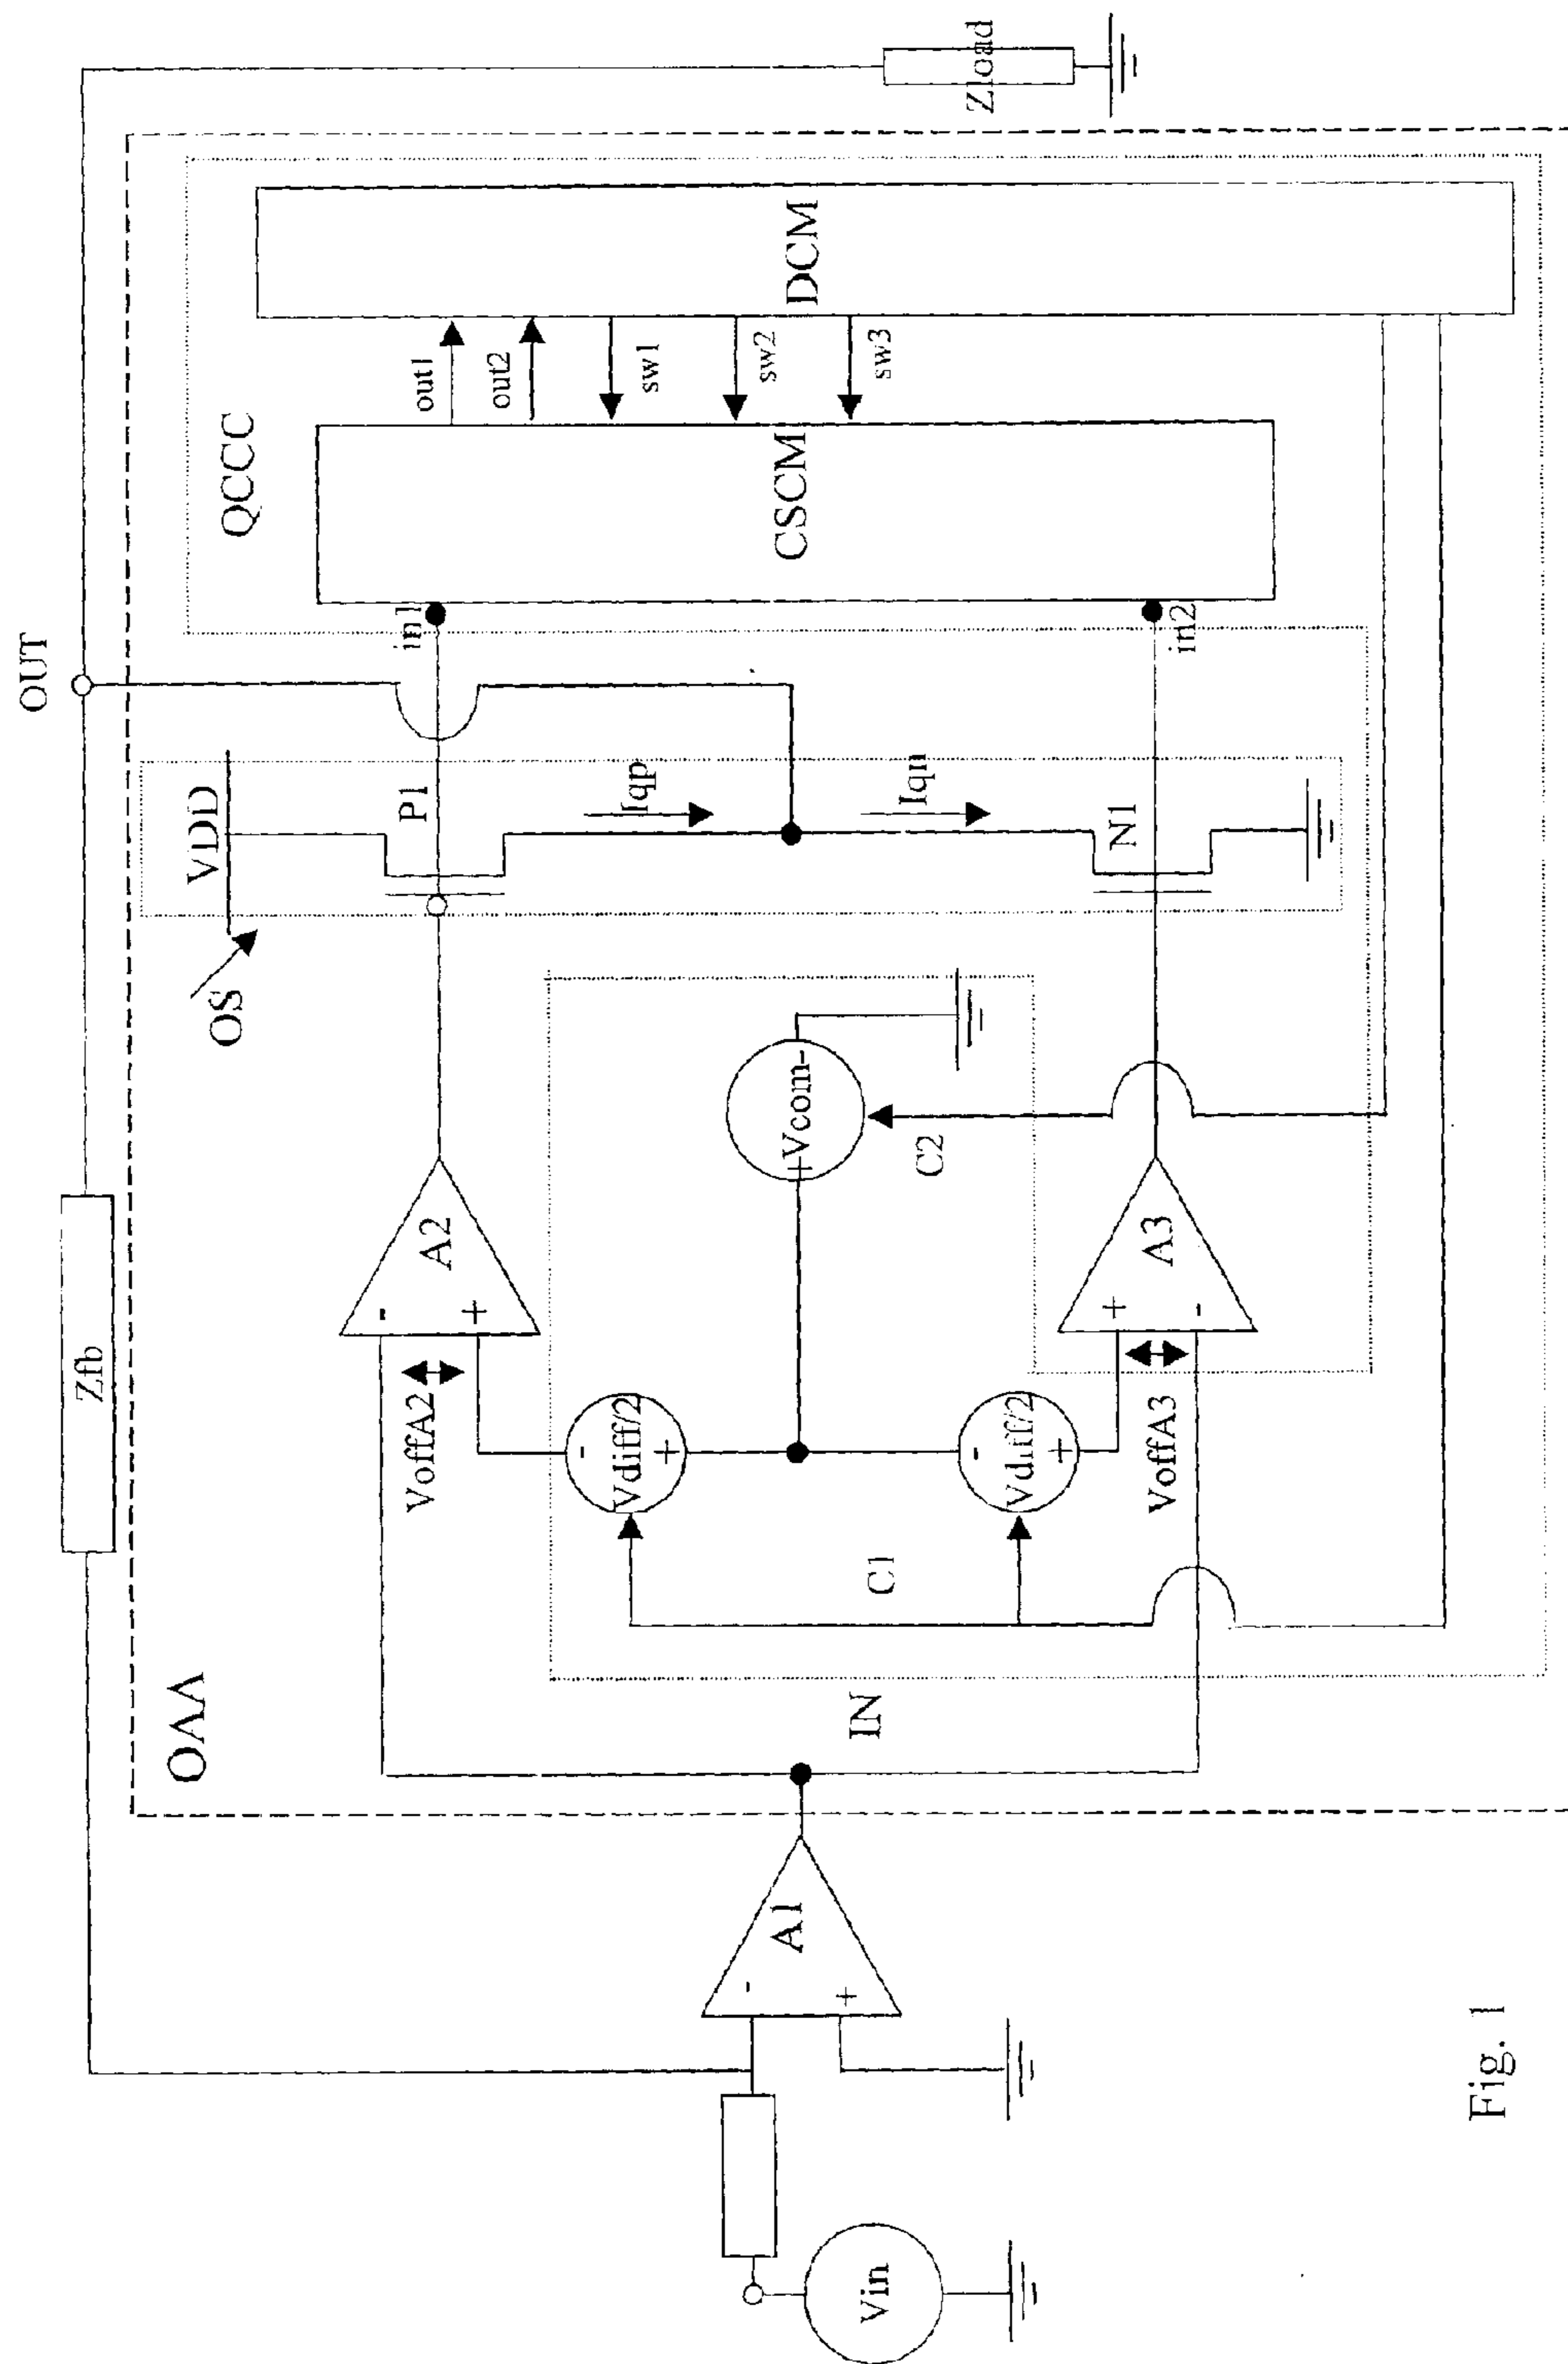 OUT
Zfb
OAA
QCCC
VDD
OS
P1
in1
out1
out2
sw1
sw2
sw3
DCM
CSCM
Zload
A2
-
+
VoffA2
Iqp
Iqn
-
Vdiff/2
+
+Vcom-
C2
-
Vdiff/2
+
C1
IN
A1
-
+
Vin
N1
in2
A3
+
-
VoffA3
Fig. 1